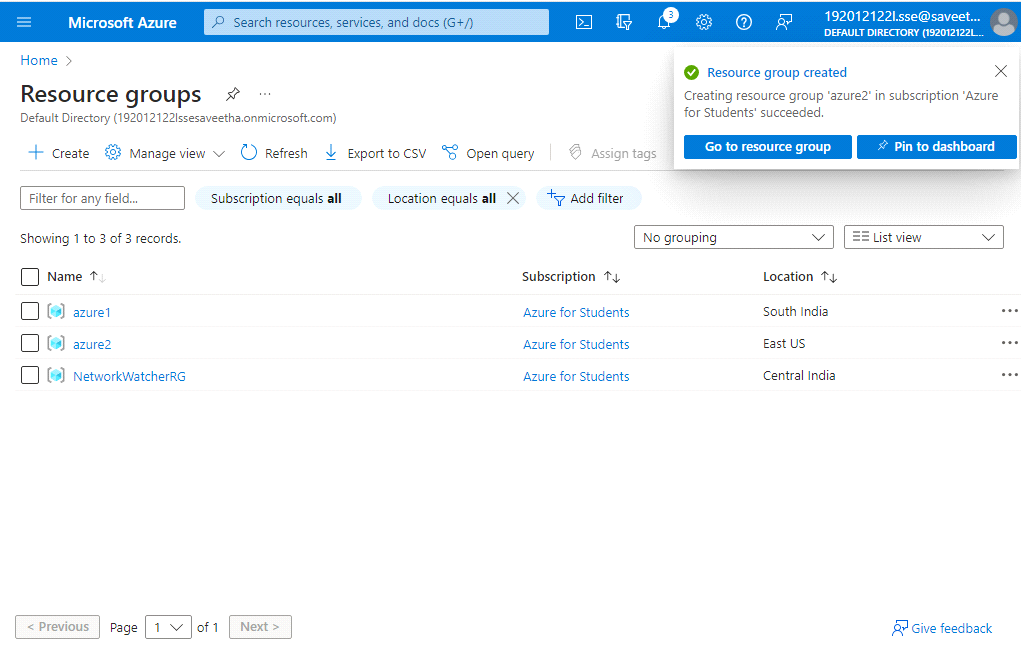 Microsoft Azure
Search resources, services, and docs (G+/)
3
192012122l.sse@saveet...
DEFAULT DIRECTORY (192012122L...
Home
Resource groups
...
Default Directory (192012122lssesaveetha.onmicrosoft.com)
Resource group created
Creating resource group 'azure2' in subscription 'Azure
for Students' succeeded.
Go to resource group
Pin to dashboard
Create
Manage view
Refresh
Export to CSV
Open query
Assign tags
Filter for any field...
Subscription equals all
Location equals all
Add filter
Showing 1 to 3 of 3 records.
No grouping
List view
Name
Subscription
Location
azure1
Azure for Students
South India
azure2
Azure for Students
East US
NetworkWatcherRG
Azure for Students
Central India
< Previous
Page
1
of 1
Next >
Give feedback